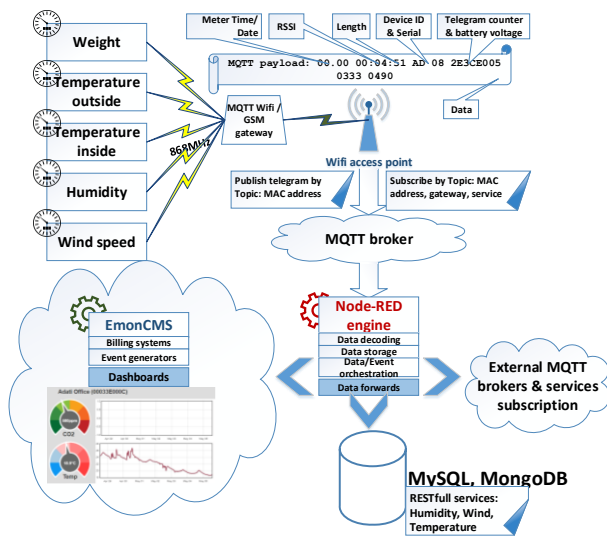 Meter Time/
Date
RSSI
Length
Device ID
& Serial
Telegram counter
& battery voltage
MQTT payload: 00.00 00:04:51 AD 08 2E3CE005
0333 0490
Data
Weight
Temperature
outside
Temperature
inside
Humidity
Wind speed
868MHz
MQTT Wifi /
GSM
gateway
Wifi access point
Publish telegram by
Topic: MAC address
Subscribe by Topic: MAC
address, gateway, service
MQTT broker
EmonCMS
Billing systems
Event generators
Dashboards
Adati Office (00033E000C)
CO2
Temp
Node-RED
engine
Data decoding
Data storage
Data/Event
orchestration
Data forwards
External MQTT
brokers & services
subscription
MySQL, MongoDB
RESTfull services:
Humidity, Wind,
Temperature